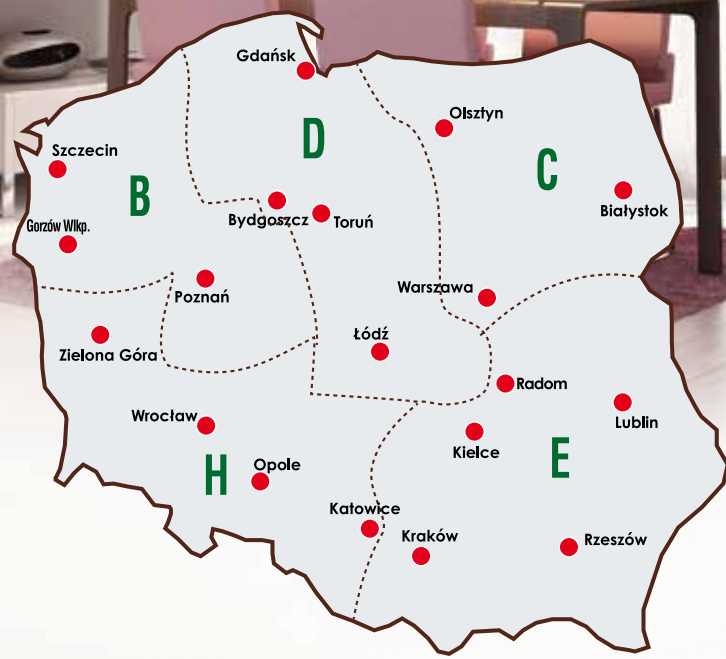 Gdańsk
Olsztyn
D
Szczecin
C
B
Białystok
Bydgoszcz
Toruń
Gorzów Wlkp.
Warszawa
Poznań
Łódź
Zielona Góra
Radom
Wrocław
Lublin
Kielce
E
Opole
H
Katowice
Kraków
Rzeszów